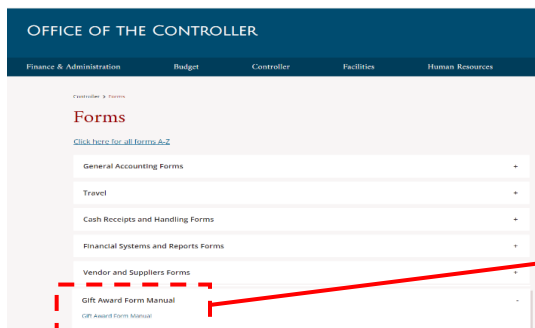 OFFICE OF THE CONTROLLER
Finance & Administration Budget Controller Facilities Human Resources
Controller > Forms
Forms
Click here for all forms A-Z
General Accounting Forms +
Travel +
Cash Receipts and Handling Forms +
Financial Systems and Reports Forms +
Vendor and Suppliers Forms +
Gift Award Form Manual -
Gift Award Form Manual